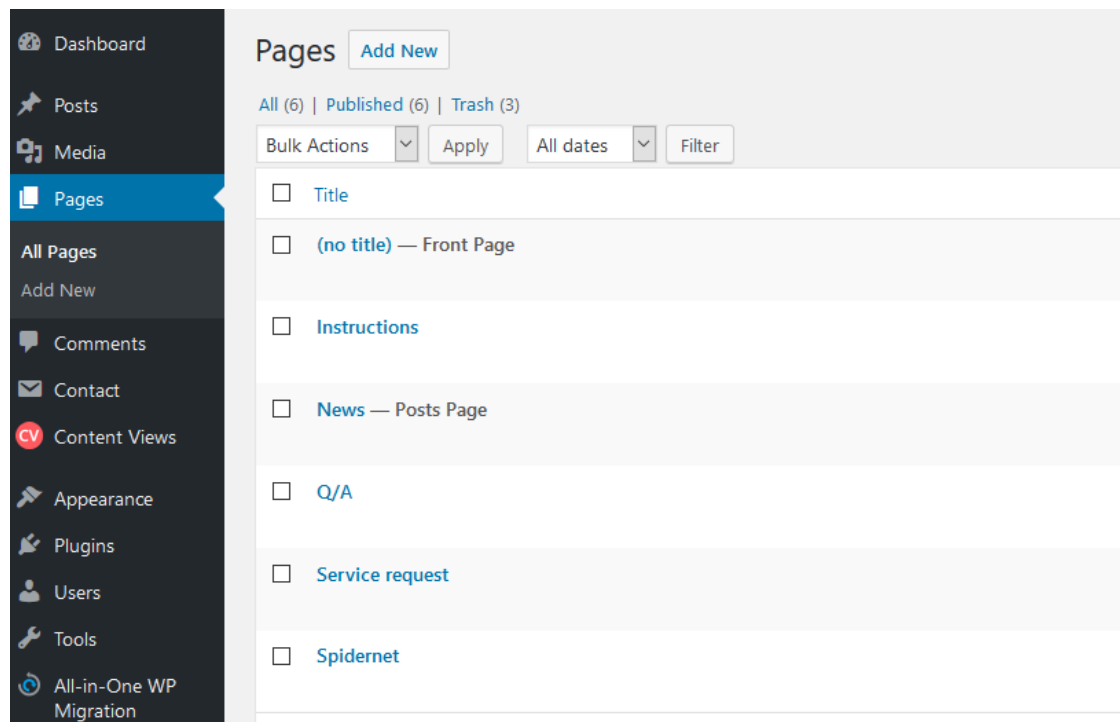 Dashboard
Posts
Media
Pages
All Pages
Add New
Comments
Contact
CV Content Views
Appearance
Plugins
Users
Tools
All-in-One WP
Migration
Pages Add New
All (6) | Published (6) | Trash (3)
Bulk Actions Apply All dates Filter
Title
(no title) — Front Page
Instructions
News — Posts Page
Q/A
Service request
Spidernet